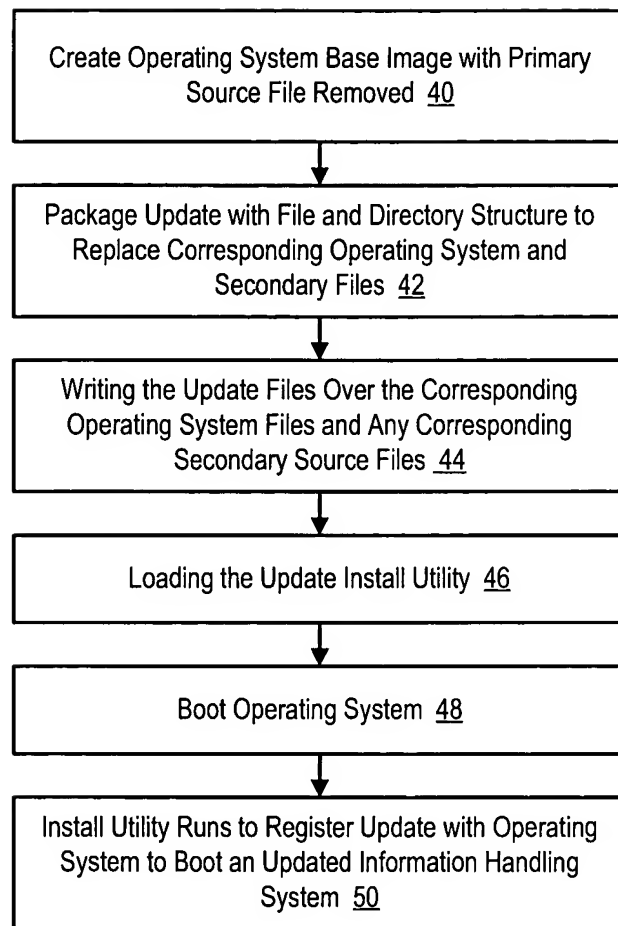 Create Operating System Base Image with Primary
Source File Removed 40
Package Update with File and Directory Structure to
Replace Corresponding Operating System and
Secondary Files 42
Writing the Update Files Over the Corresponding
Operating System Files and Any Corresponding
Secondary Source Files 44
Loading the Update Install Utility 46
Boot Operating System 48
Install Utility Runs to Register Update with Operating
System to Boot an Updated Information Handling
System 50